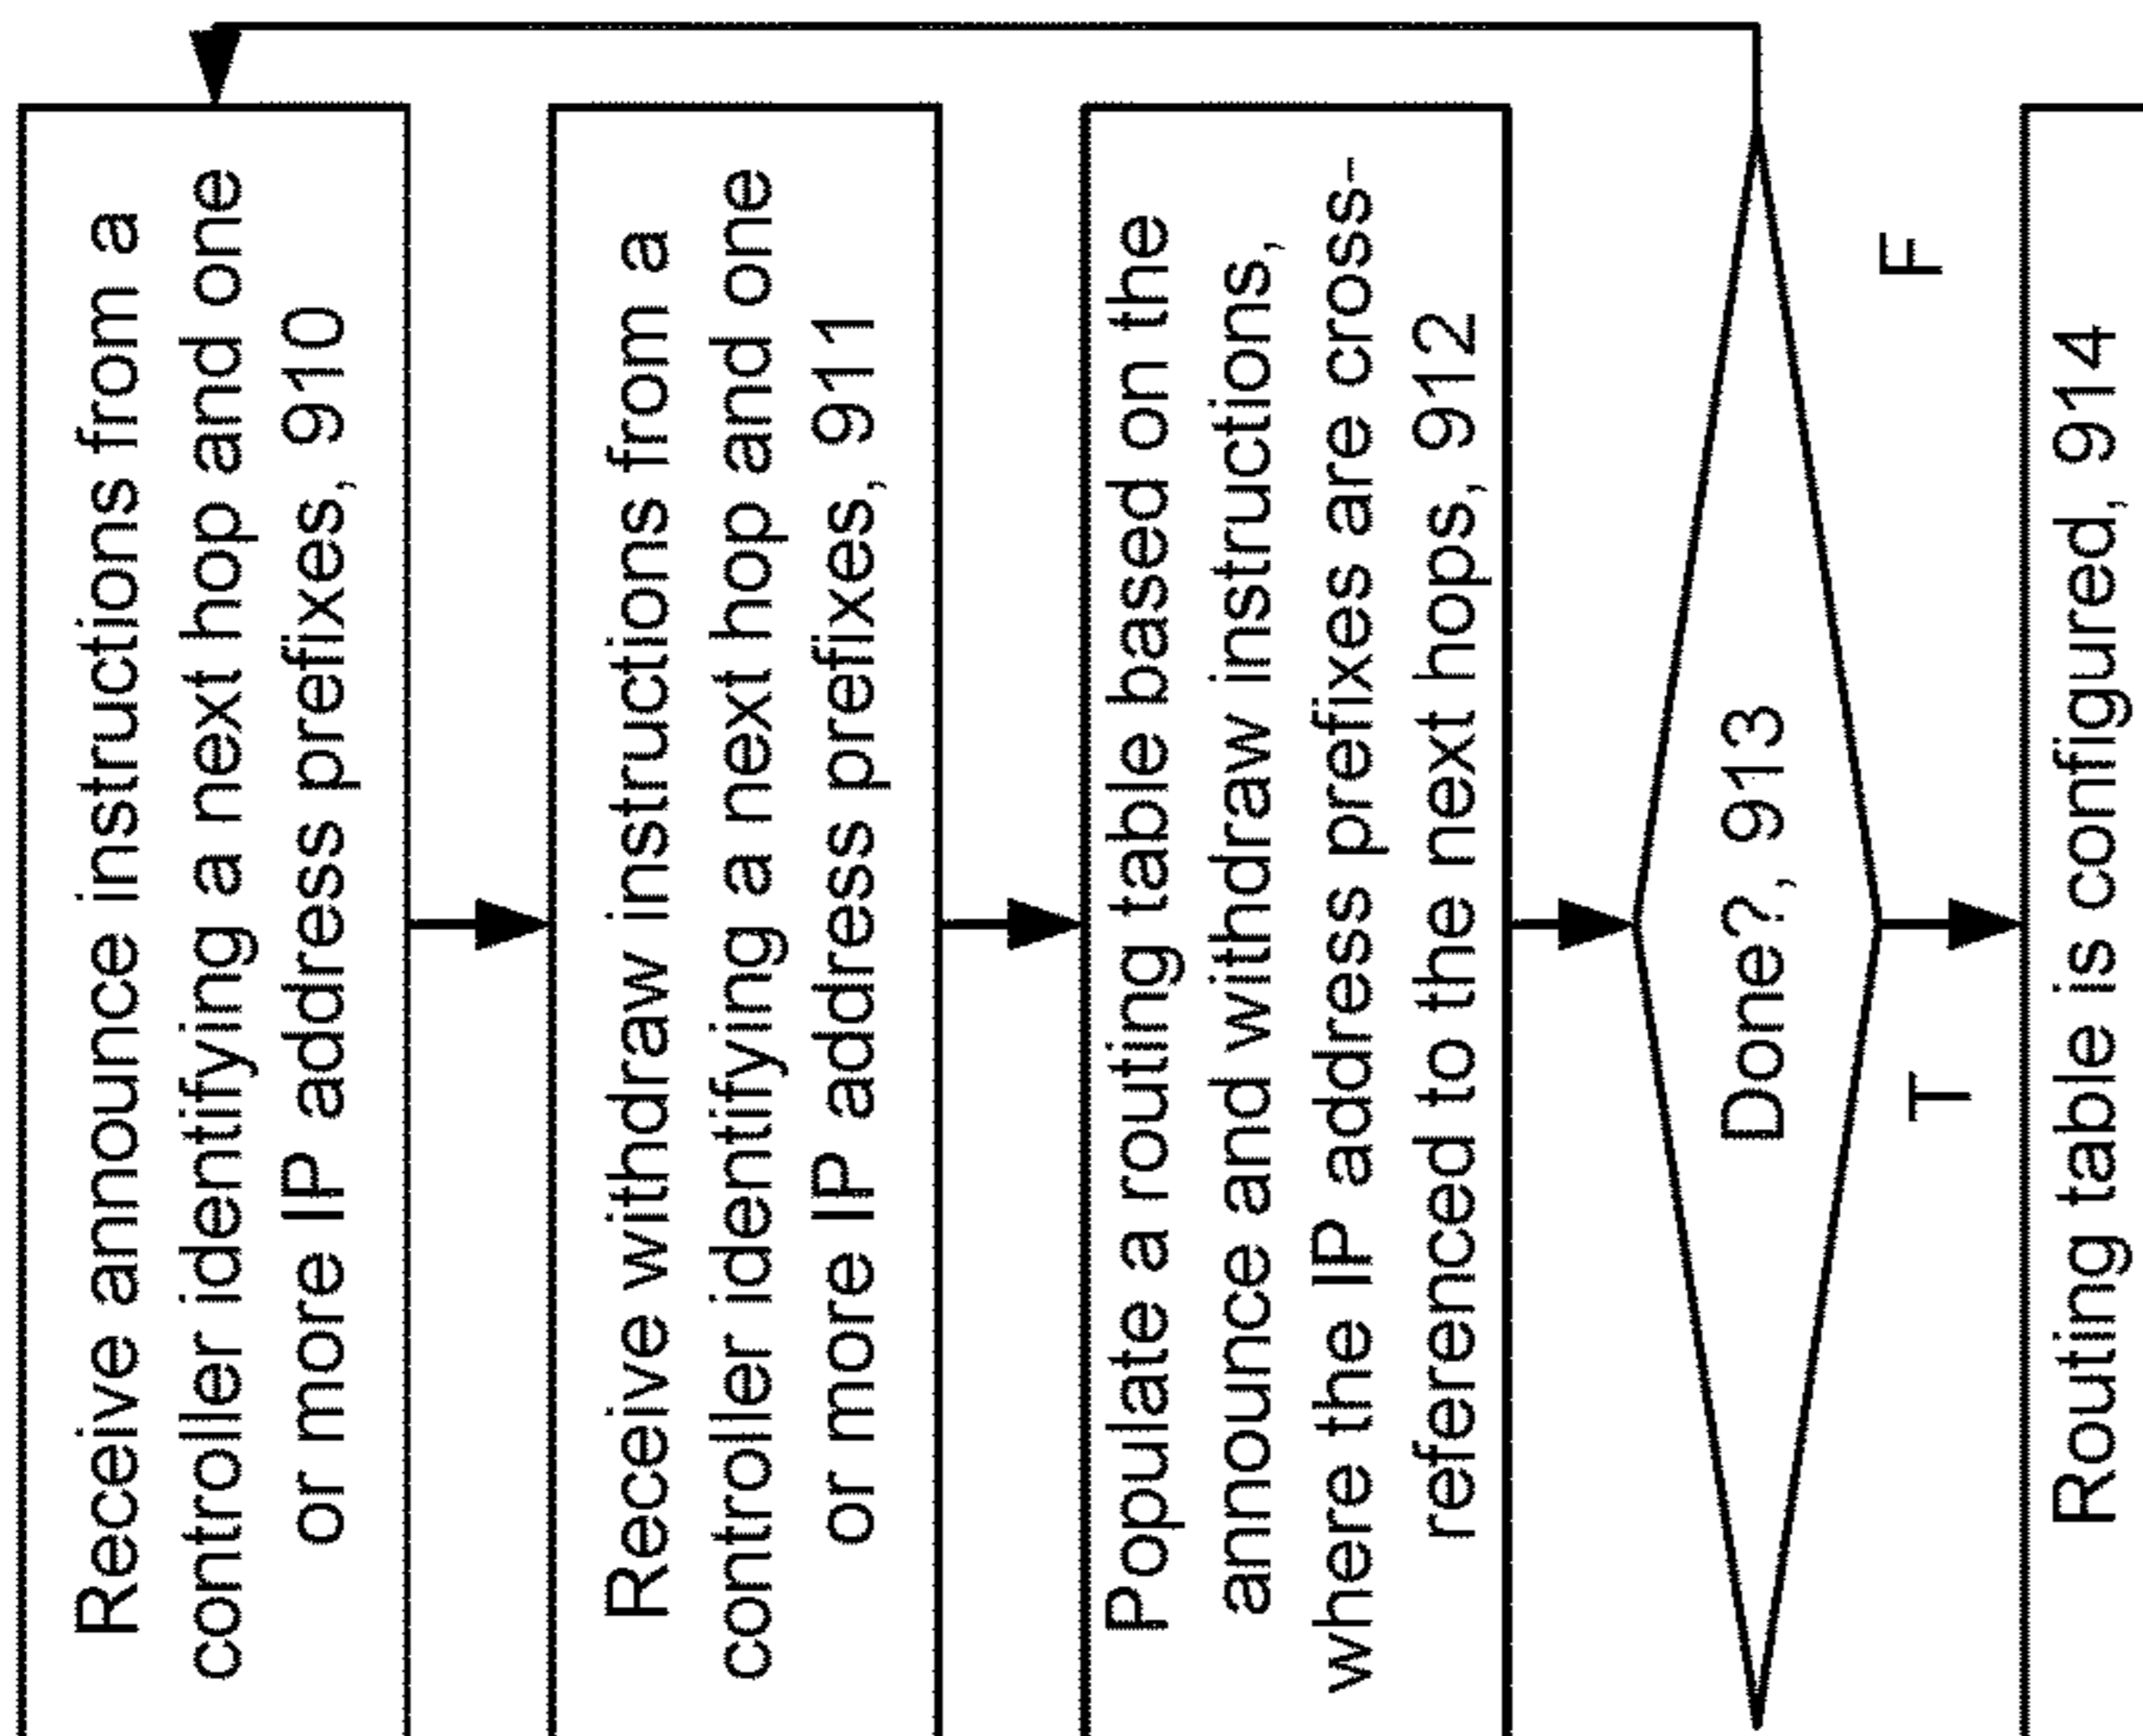 Receive announce instructions from a
controller identifying a next hop and one
or more IP address prefixes, 910
Receive withdraw instructions from a
controller identifying a next hop and one
or more IP address prefixes, 911
Populate a routing table based on the
announce and withdraw instructions,
where the IP address prefixes are cross-
referenced to the next hops, 912
Done?, 913
T
F
Routing table is configured, 914